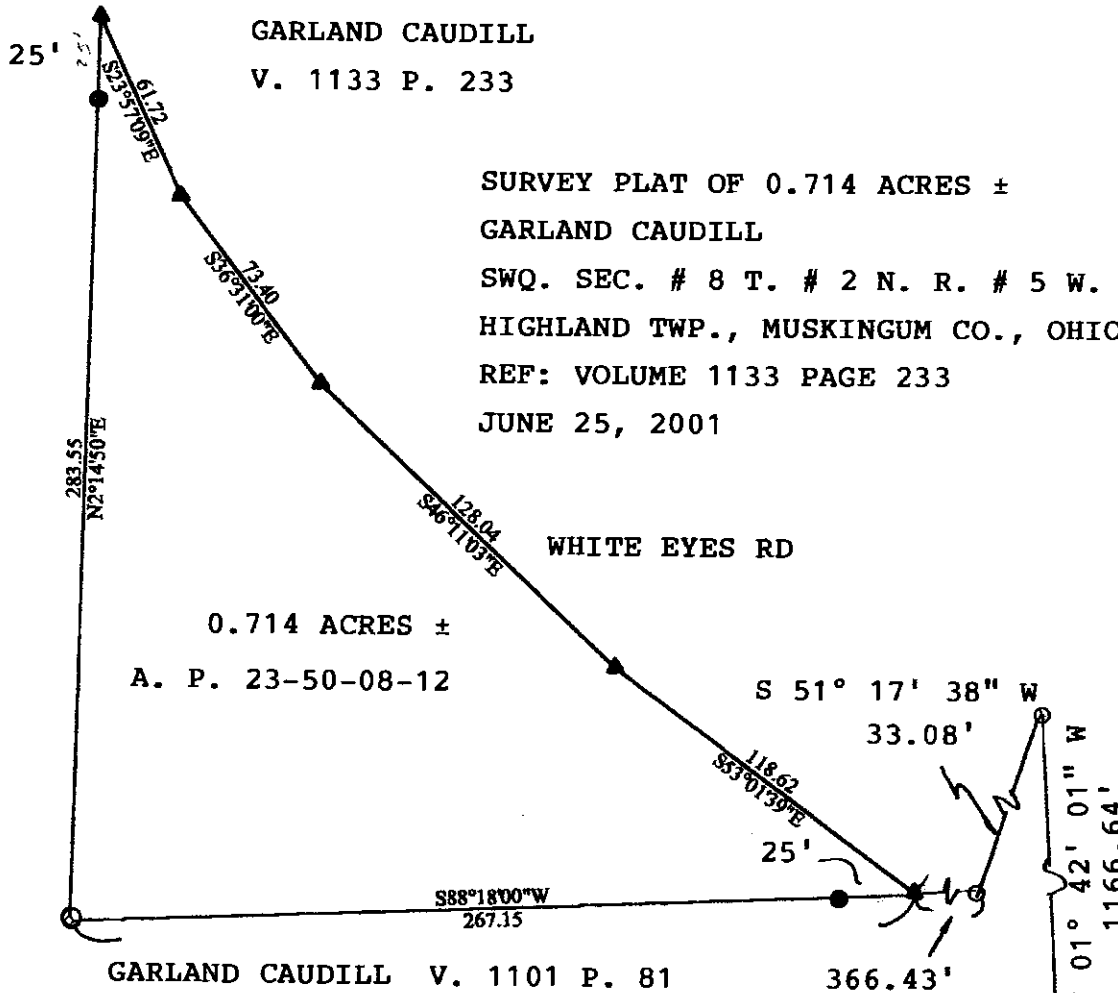 GARLAND CAUDILL
V. 1133 P. 233
25'
25'
61.72
S23°57'09"E
SURVEY PLAT OF 0.714 ACRES ±
GARLAND CAUDILL
SWQ. SEC. # 8 T. # 2 N. R. # 5 W.
HIGHLAND TWP., MUSKINGUM CO., OHIO
REF: VOLUME 1133 PAGE 233
JUNE 25, 2001
73.40
S36°31'00"E
283.55
N2°14'50"E
128.04
S46°11'03"E
WHITE EYES RD
0.714 ACRES ±
A. P. 23-50-08-12
S 51° 17' 38" W
33.08'
118.62
S53°01'39"E
25'
01° 42' 01" W
1166.64'
S88°18'00"W
267.15
GARLAND CAUDILL V. 1101 P. 81
366.43'